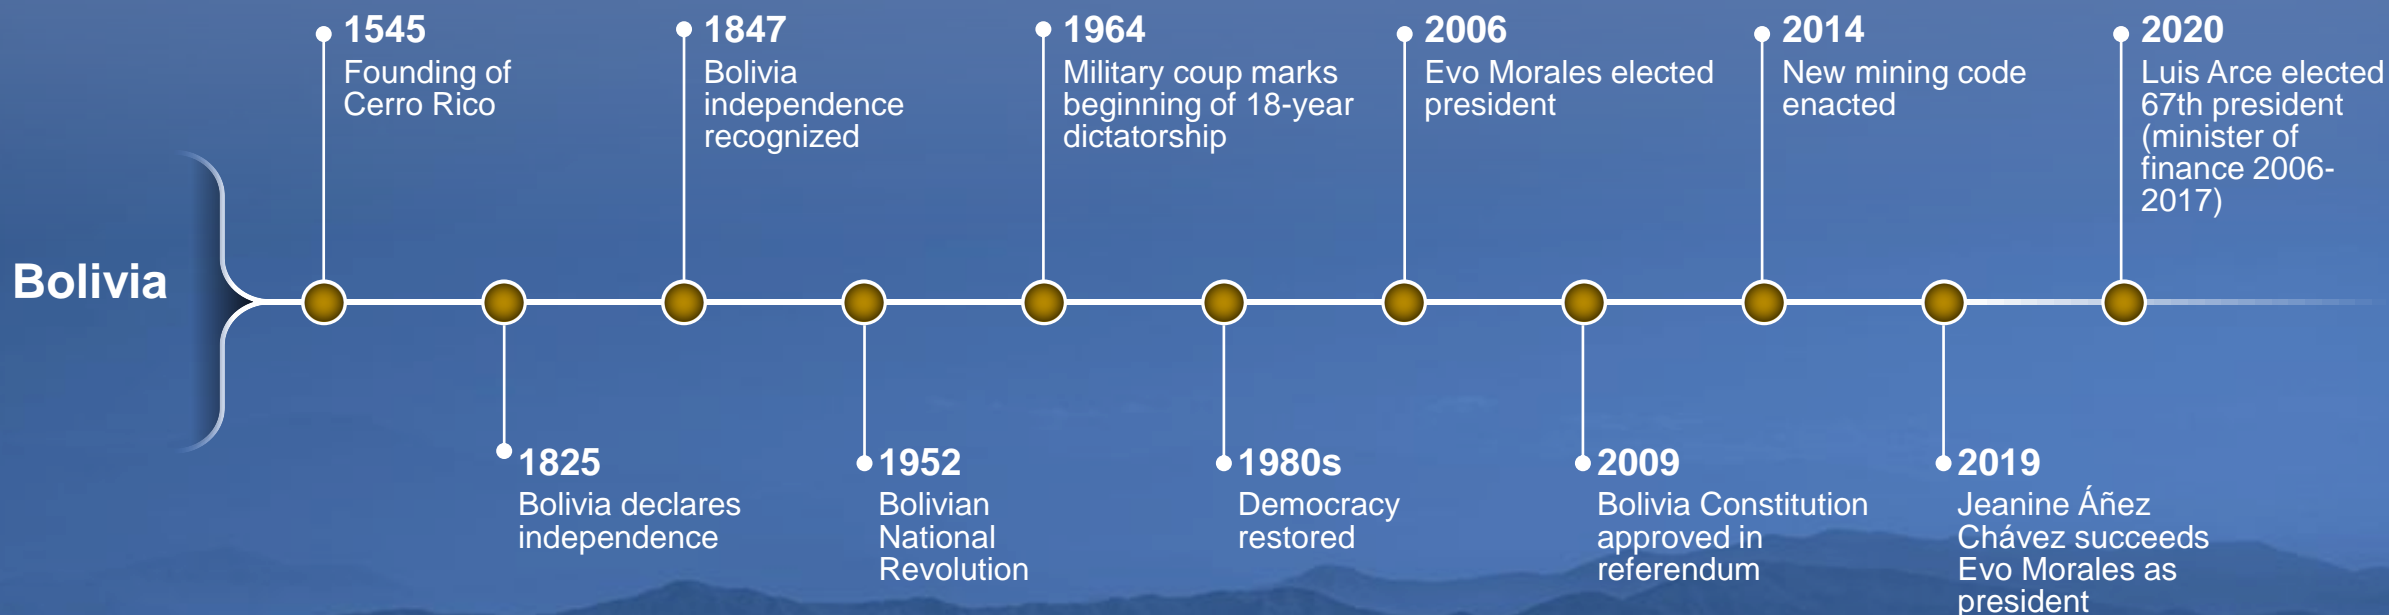 Bolivia
1545
Founding of
Cerro Rico
1825
Bolivia declares
independence
1847
Bolivia
independence
recognized
1952
Bolivian
National
Revolution
1964
Military coup marks
beginning of 18-year
dictatorship
1980s
Democracy
restored
2006
Evo Morales elected
president
2009
Bolivia Constitution
approved in
referendum
2014
New mining code
enacted
2019
Jeanine Áñez
Chávez succeeds
Evo Morales as
president
2020
Luis Arce elected
67th president
(minister of
finance 2006-
2017)